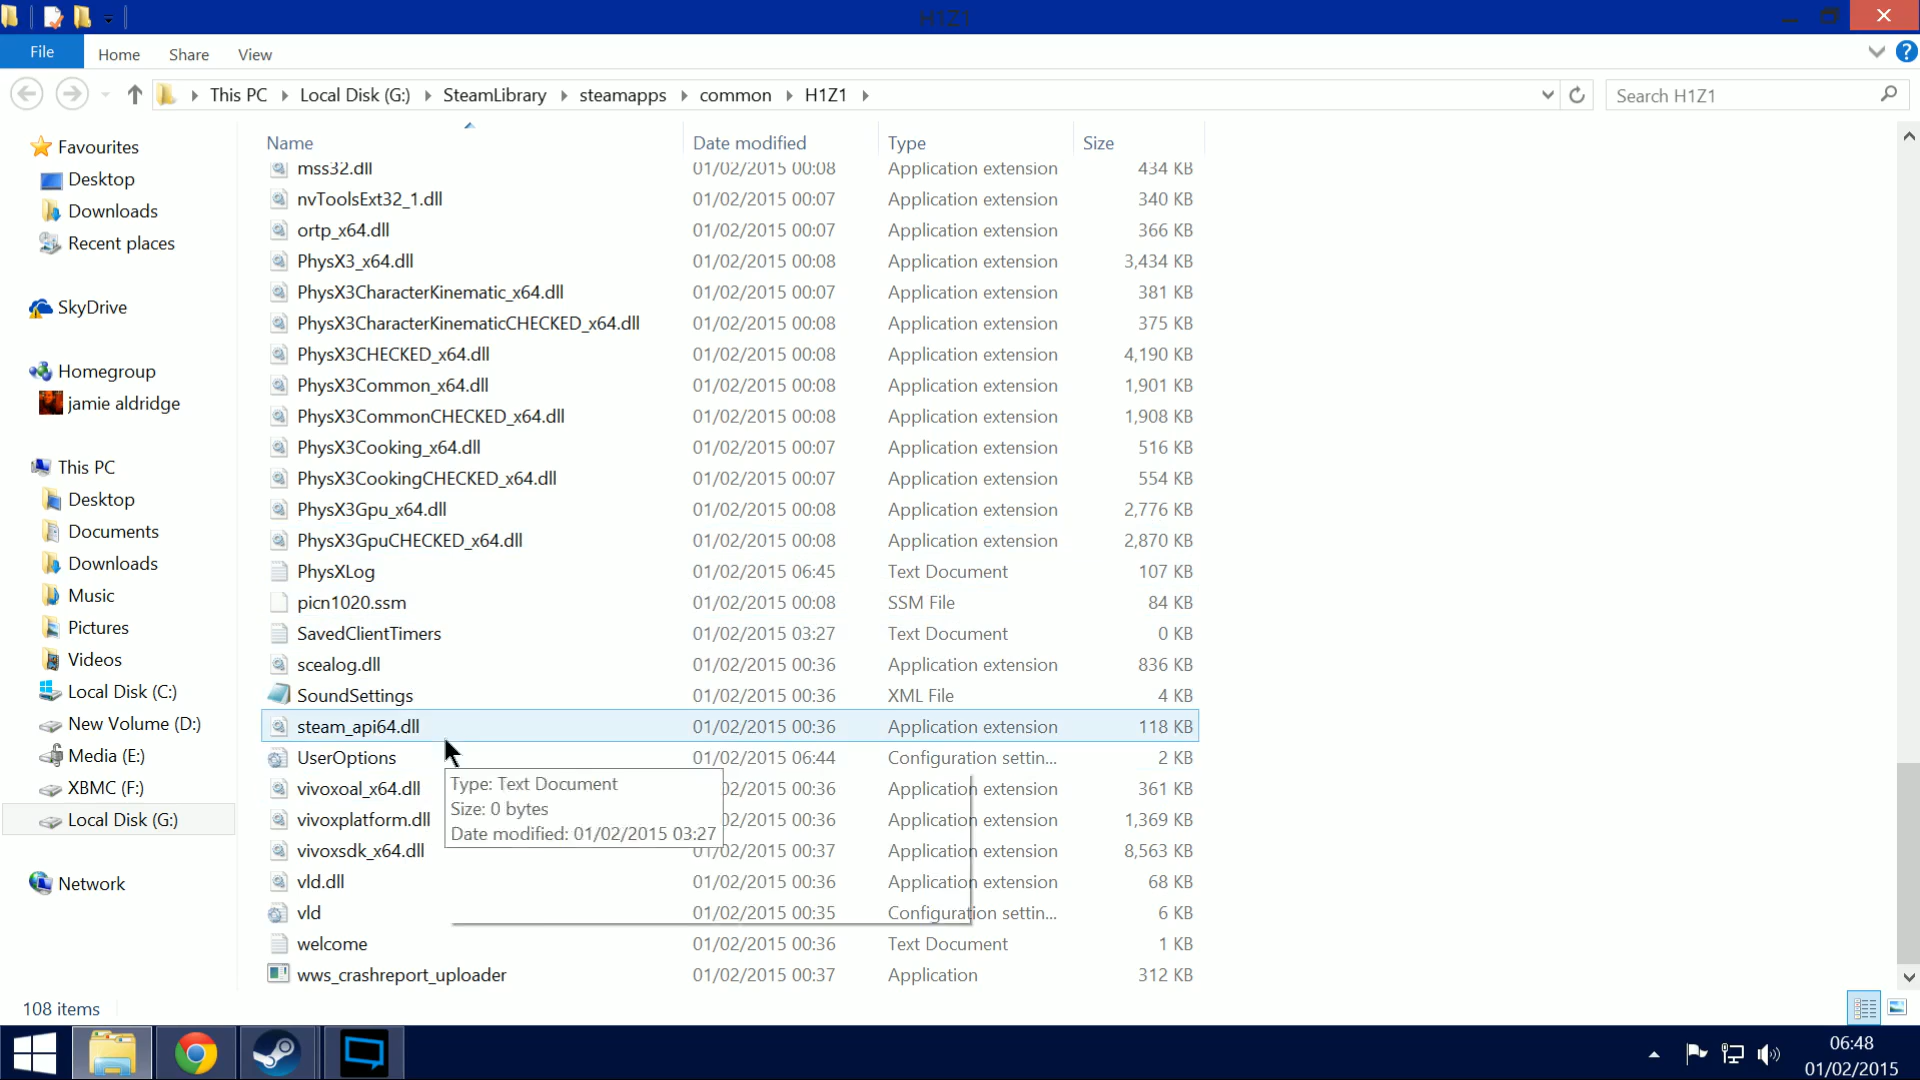 H1Z1
File Home Share View
This PC Local Disk (G:) SteamLibrary steamapps common H1Z1 Search H1Z1
Favourites
Desktop
Downloads
Recent places
SkyDrive
Homegroup
jamie aldridge
This PC
Desktop
Documents
Downloads
Music
Pictures
Videos
Local Disk (C:)
New Volume (D:)
Media (E:)
XBMC (F:)
Local Disk (G:)
Network
Name Date modified Type Size
mss32.dll 01/02/2015 00:08 Application extension 434 KB
nvToolsExt32_1.dll 01/02/2015 00:07 Application extension 340 KB
ortp_x64.dll 01/02/2015 00:07 Application extension 366 KB
PhysX3_x64.dll 01/02/2015 00:08 Application extension 3,434 KB
PhysX3CharacterKinematic_x64.dll 01/02/2015 00:07 Application extension 381 KB
PhysX3CharacterKinematicCHECKED_x64.dll 01/02/2015 00:08 Application extension 375 KB
PhysX3CHECKED_x64.dll 01/02/2015 00:08 Application extension 4,190 KB
PhysX3Common_x64.dll 01/02/2015 00:08 Application extension 1,901 KB
PhysX3CommonCHECKED_x64.dll 01/02/2015 00:08 Application extension 1,908 KB
PhysX3Cooking_x64.dll 01/02/2015 00:07 Application extension 516 KB
PhysX3CookingCHECKED_x64.dll 01/02/2015 00:07 Application extension 554 KB
PhysX3Gpu_x64.dll 01/02/2015 00:08 Application extension 2,776 KB
PhysX3GpuCHECKED_x64.dll 01/02/2015 00:08 Application extension 2,870 KB
PhysXLog 01/02/2015 06:45 Text Document 107 KB
picn1020.ssm 01/02/2015 00:08 SSM File 84 KB
SavedClientTimers 01/02/2015 03:27 Text Document 0 KB
scealog.dll 01/02/2015 00:36 Application extension 836 KB
SoundSettings 01/02/2015 00:36 XML File 4 KB
steam_api64.dll 01/02/2015 00:36 Application extension 118 KB
UserOptions 01/02/2015 06:44 Configuration settin... 2 KB
vivoxoal_x64.dll 02/2015 00:36 Application extension 361 KB
vivoxplatform.dll 02/2015 00:36 Application extension 1,369 KB
vivoxsdk_x64.dll 01/02/2015 00:37 Application extension 8,563 KB
vld.dll 01/02/2015 00:36 Application extension 68 KB
vld 01/02/2015 00:35 Configuration settin... 6 KB
welcome 01/02/2015 00:36 Text Document 1 KB
wws_crashreport_uploader 01/02/2015 00:37 Application 312 KB
Type: Text Document
Size: 0 bytes
Date modified: 01/02/2015 03:27
108 items
06:48
01/02/2015